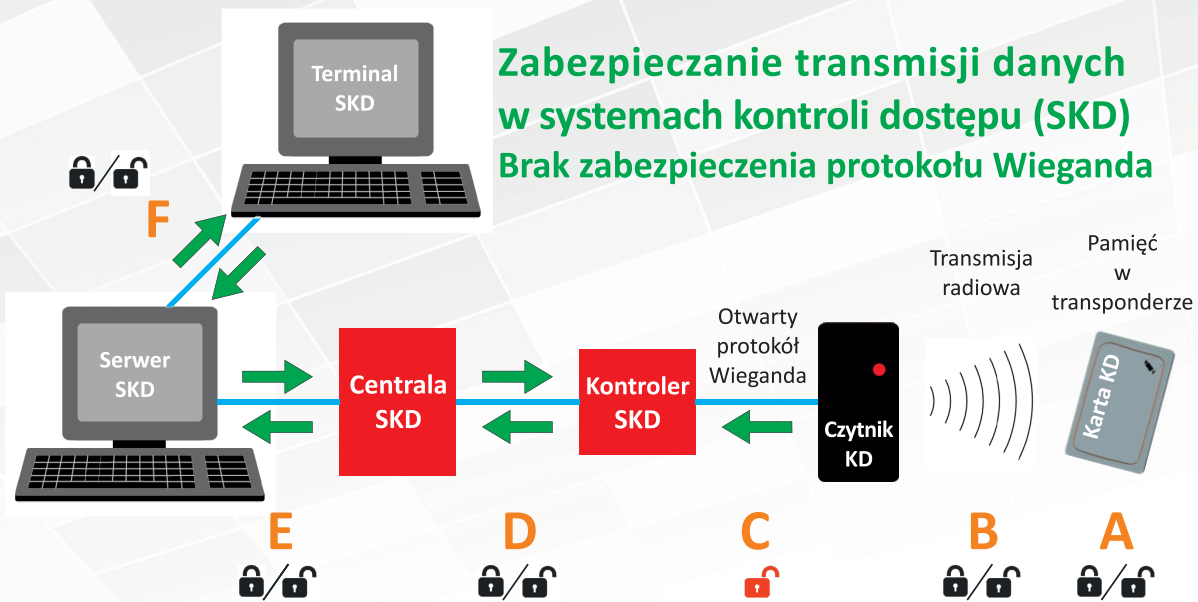 Zabezpieczanie transmisji danych
w systemach kontroli dostępu (SKD)
Brak zabezpieczenia protokołu Wieganda
Terminal
SKD
F
Serwer
SKD
Centrala
SKD
Kontroler
SKD
Otwarty
protokół
Wieganda
Czytnik
KD
Transmisja
radiowa
Pamięć
w
transponderze
Karta KD
E
D
C
B
A